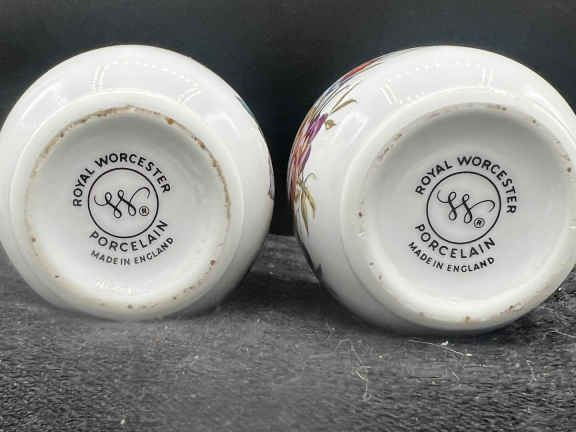 ROYAL WORCESTER
W ®
PORCELAIN
MADE IN ENGLAND
ROYAL WORCESTER
W ®
PORCELAIN
MADE IN ENGLAND